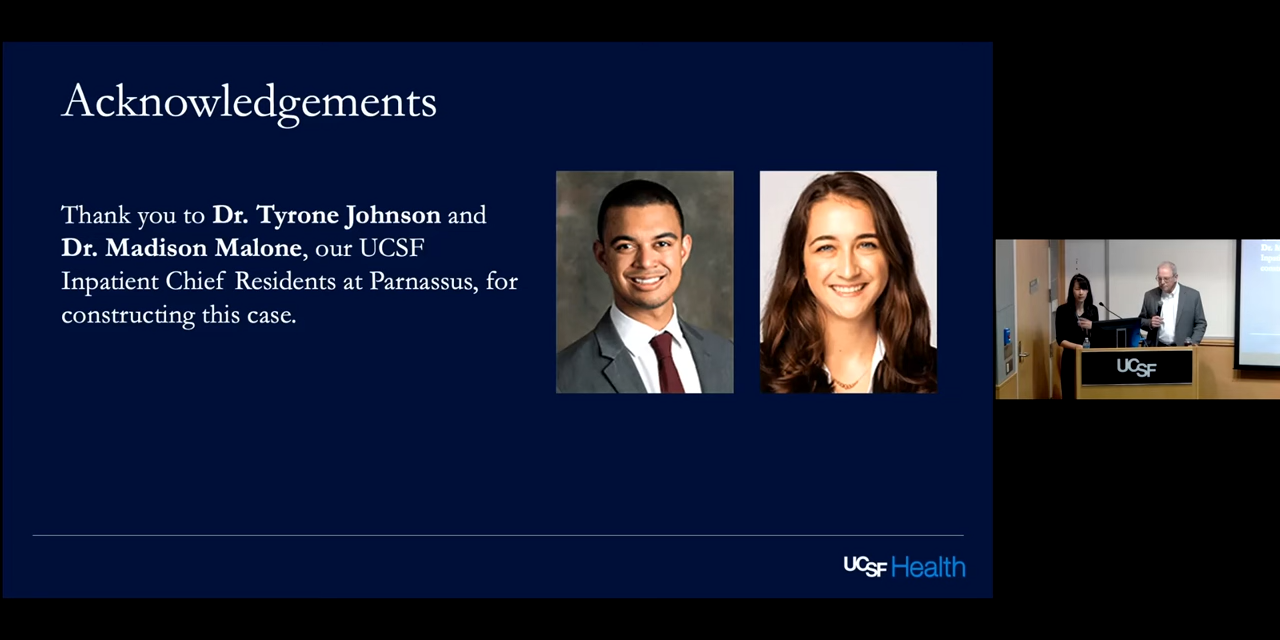 Acknowledgements
Thank you to Dr. Tyrone Johnson and
Dr. Madison Malone, our UCSF
Inpatient Chief Residents at Parnassus, for
constructing this case.
UCSF Health
UCSF